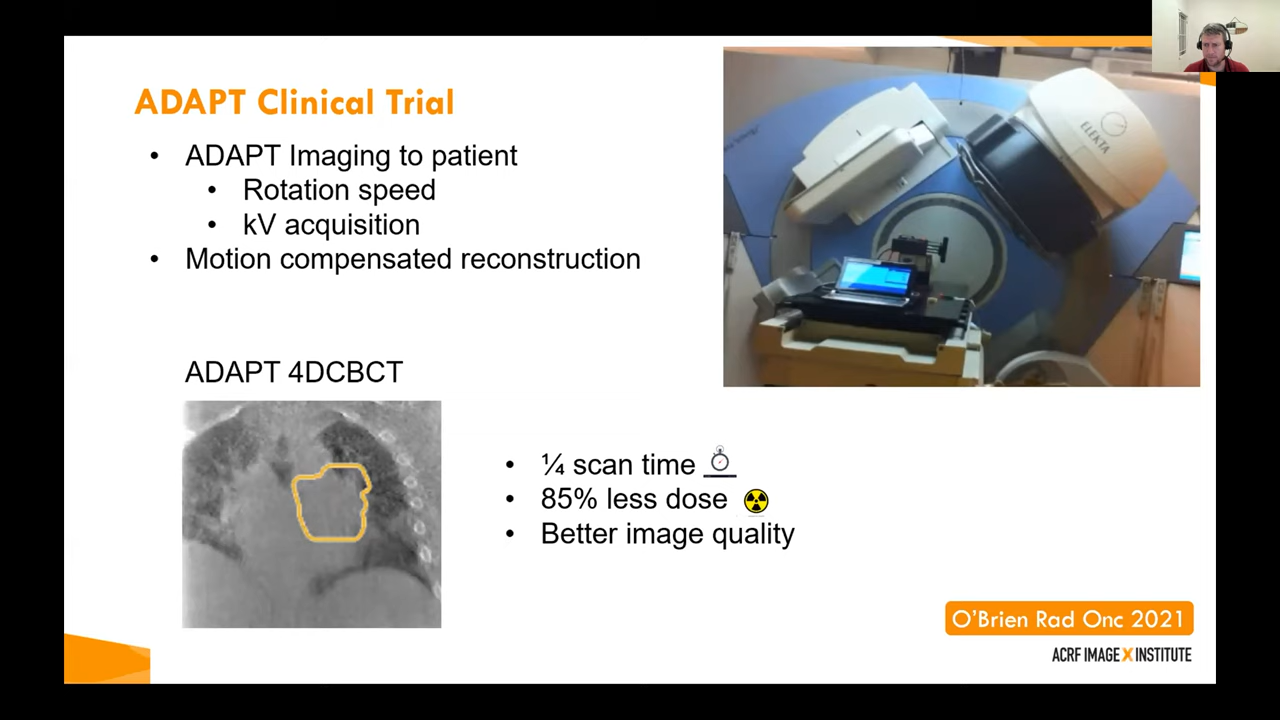 ADAPT Clinical Trial
• ADAPT Imaging to patient
• Rotation speed
• kV acquisition
• Motion compensated reconstruction
ELEKTA
ADAPT 4DCBCT
• ¼ scan time
• 85% less dose
• Better image quality
O'Brien Rad Onc 2021
ACRF IMAGE X INSTITUTE